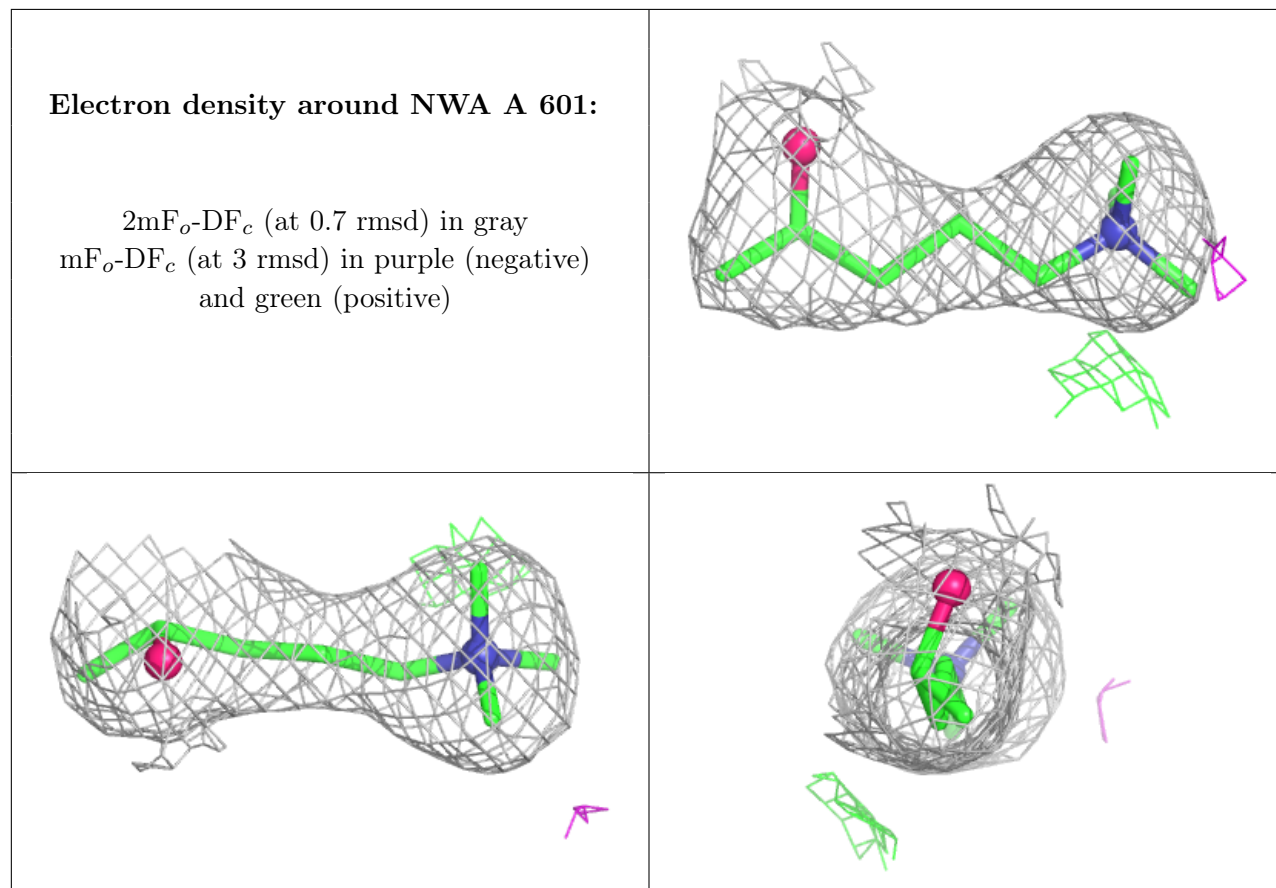 Electron density around NWA A 601:
2mFo-DFc (at 0.7 rmsd) in gray
mFo-DFc (at 3 rmsd) in purple (negative)
and green (positive)